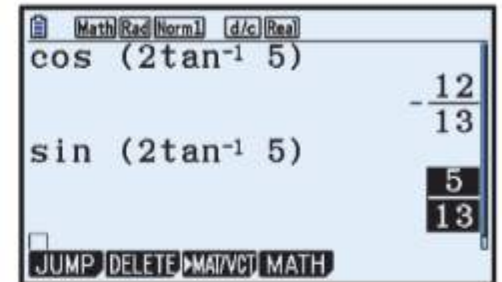 Math Rad Norm1 d/c Real
cos (2tan⁻¹ 5)
-12/13
sin (2tan⁻¹ 5)
5/13
JUMP DELETE ►MAT/VCT MATH